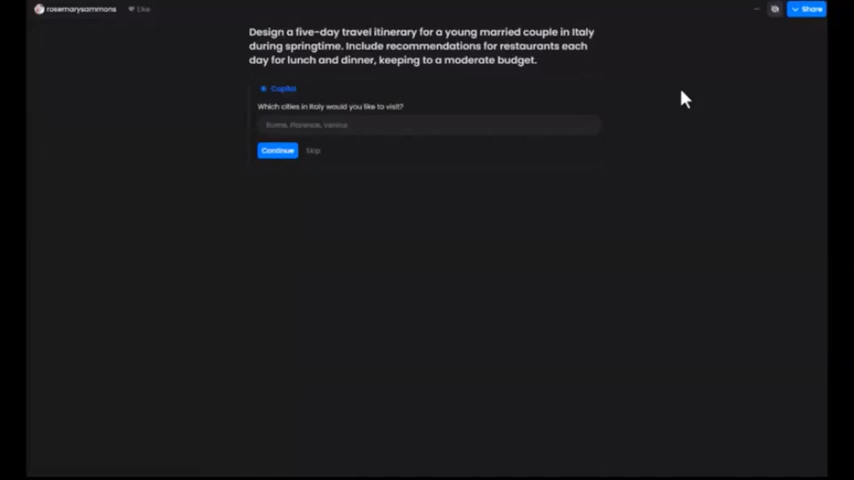 rosemarysammons
Like
Share
Design a five-day travel itinerary for a young married couple in Italy
during springtime. Include recommendations for restaurants each
day for lunch and dinner, keeping to a moderate budget.
Capitol
Which cities in Italy would you like to visit?
Rome, Florence, Venice
Continue
Skip